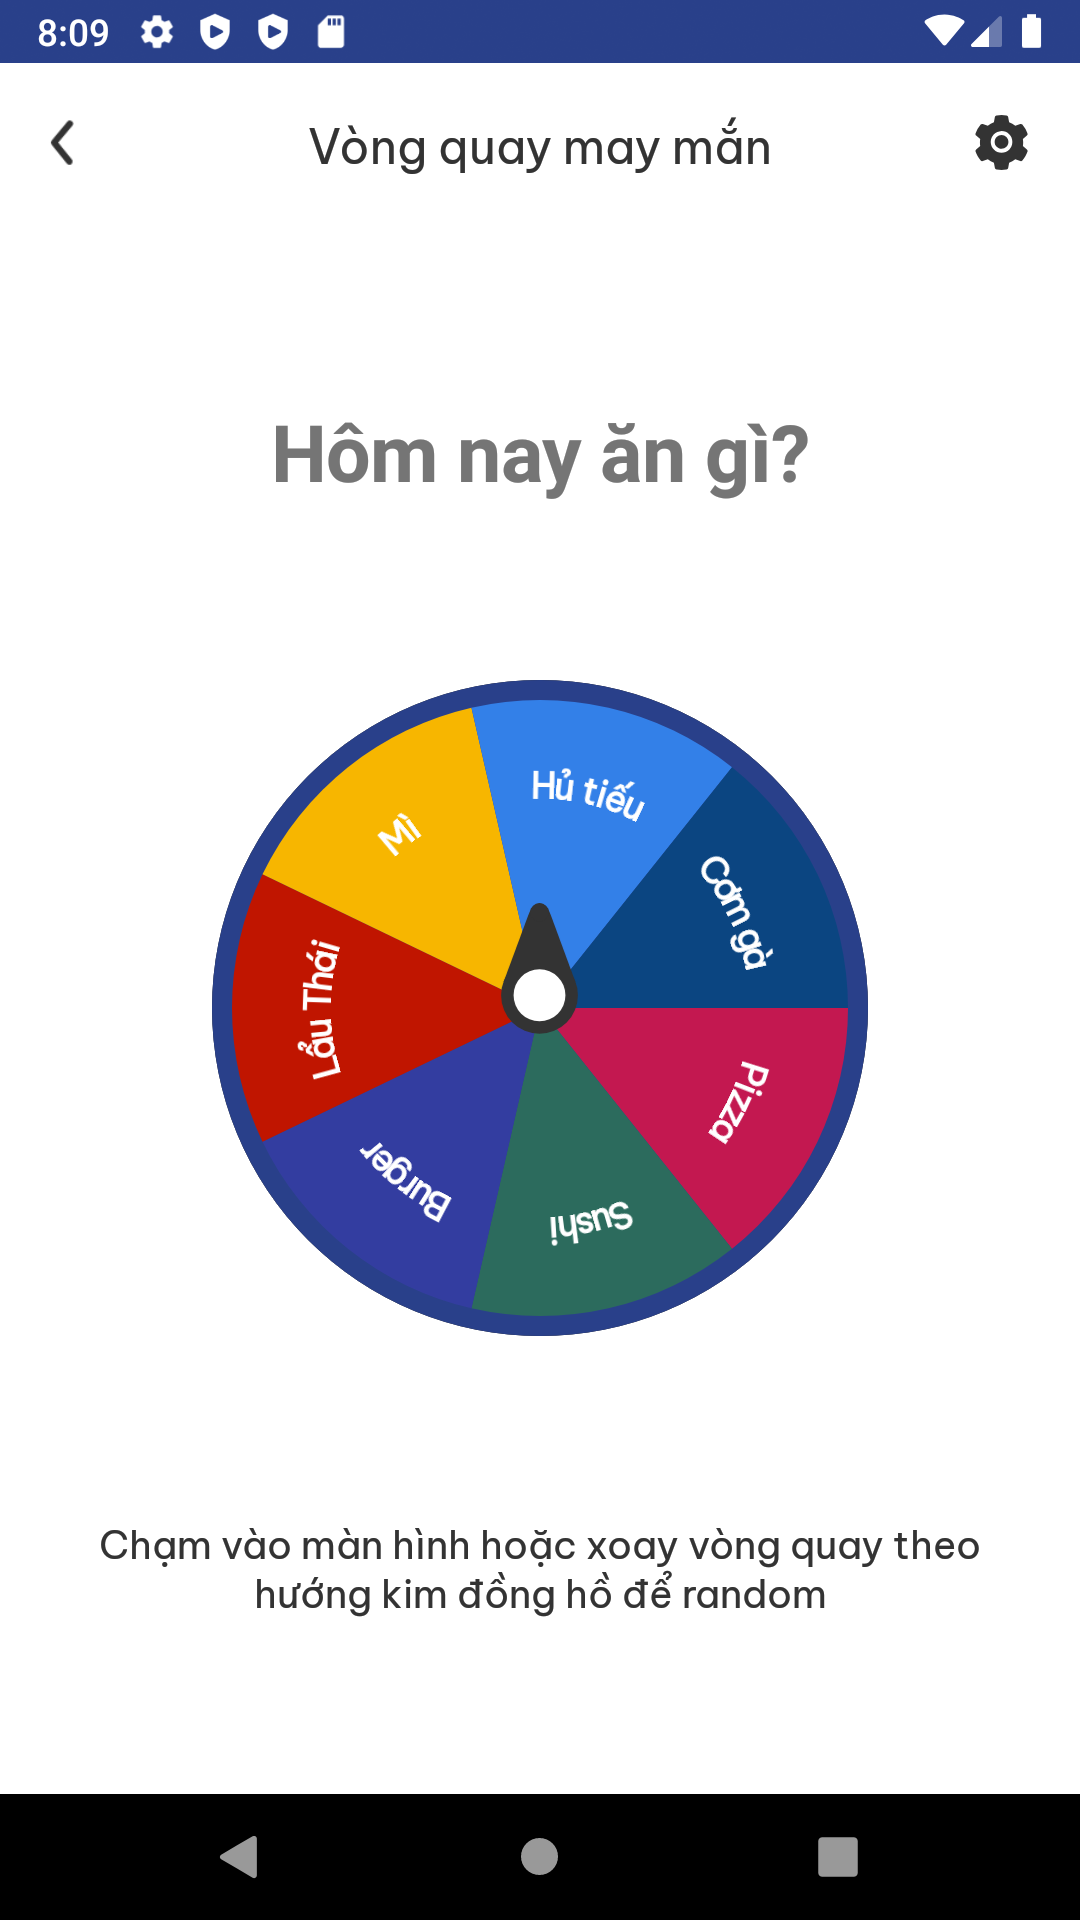 8:09
Vòng quay may mắn
Hôm nay ăn gì?
Hủ tiếu
Mì
Cơm gà
Lẩu Thái
Pizza
Burger
Sushi
Chạm vào màn hình hoặc xoay vòng quay theo
hướng kim đồng hồ để random